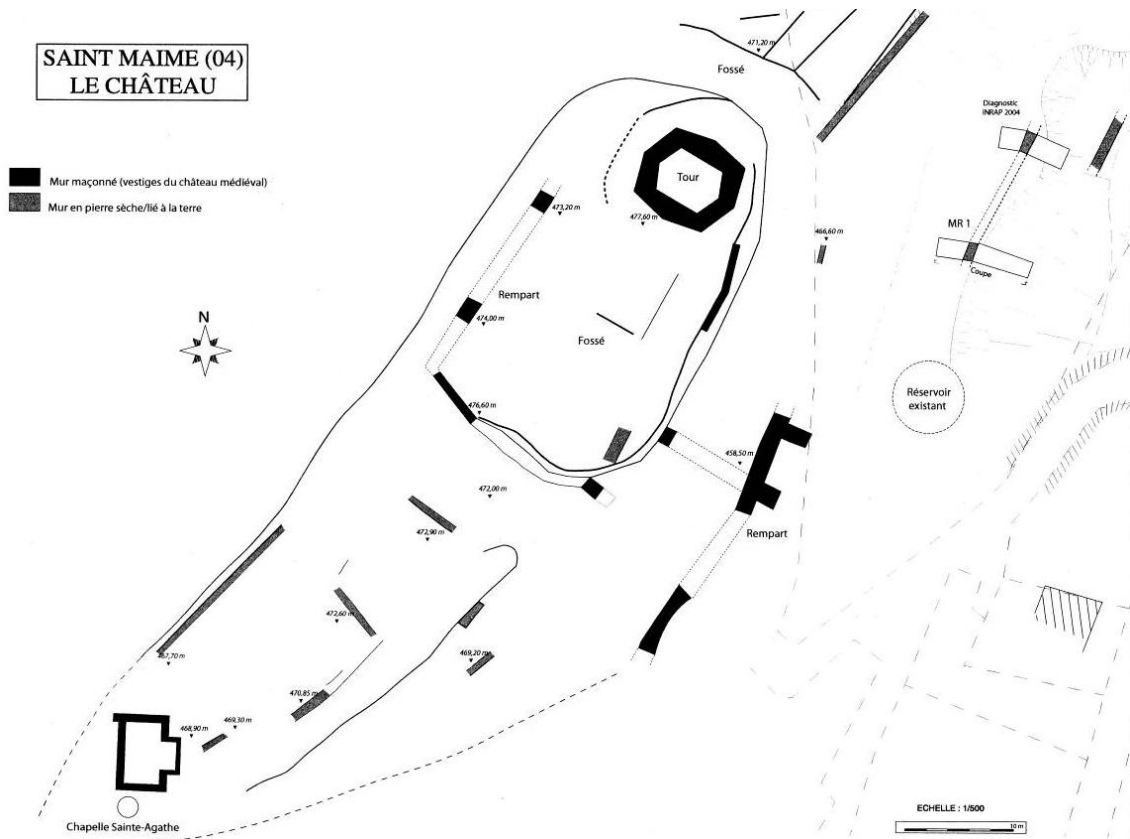 SAINT MAIME (04)
LE CHÂTEAU
Mur maçonné (vestiges du château médiéval)
Mur en pierre sèche/lié à la terre
471,20 m
Fossé
Diagnostic
INRAP 2004
Tour
477,60 m
473,20 m
466,60 m
MR 1
Coupe
Rempart
474,00 m
Fossé
N
Réservoir
existant
476,60 m
458,50 m
472,00 m
472,90 m
Rempart
472,60 m
467,70 m
469,20 m
470,85 m
468,90 m
469,30 m
Chapelle Sainte-Agathe
ECHELLE : 1/500
10 m